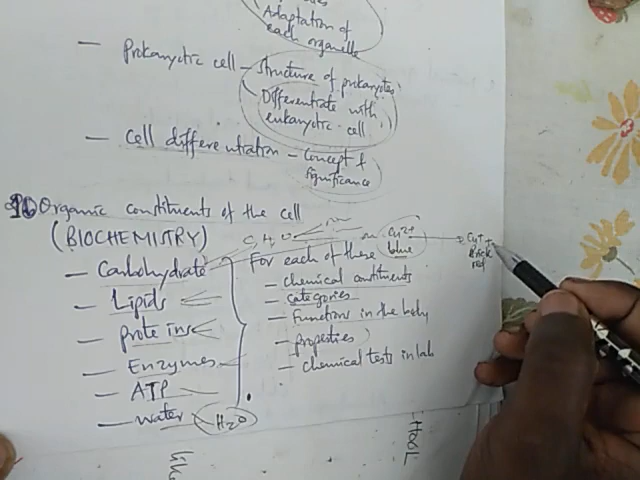 Adaptation of
each organelle
— Prokaryotic cell — structure of prokaryotes
Differentiate with
eukaryotic cell
— Cell differentiation — Concept &
significance
Organic constituents of the cell
(BIOCHEMISTRY)
C, H, O
Cu2+
blue
Cu+
Brick
red
For each of these
— Carbohydrate
— Lipids
— proteins
— Enzymes
— ATP
— water — H2O
— chemical contituents
— categories
— Functions in the body
— properties
— chemical tests in lab